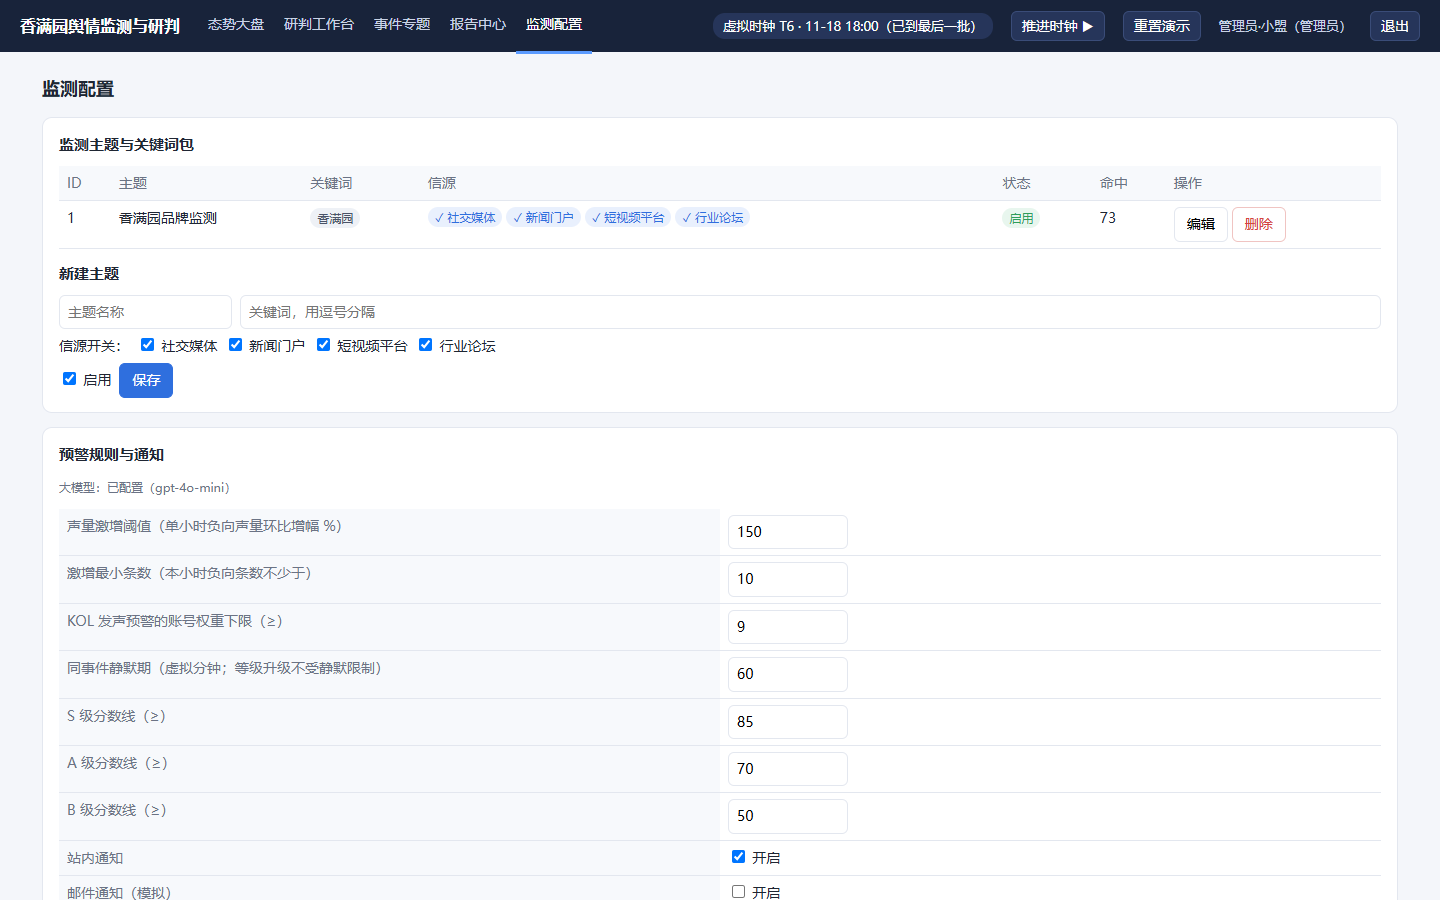 香满园舆情监测与研判 态势大盘 研判工作台 事件专题 报告中心 监测配置 虚拟时钟 T6 · 11-18 18:00（已到最后一批） 推进时钟 ▶ 重置演示 管理员·小盟（管理员） 退出
监测配置
监测主题与关键词包
ID 主题 关键词 信源 状态 命中 操作
1 香满园品牌监测 香满园 ✓ 社交媒体 ✓ 新闻门户 ✓ 短视频平台 ✓ 行业论坛 启用 73 编辑 删除
新建主题
主题名称 关键词，用逗号分隔
信源开关： 社交媒体 新闻门户 短视频平台 行业论坛
启用 保存
预警规则与通知
大模型：已配置（gpt-4o-mini）
声量激增阈值（单小时负向声量环比增幅 %） 150
激增最小条数（本小时负向条数不少于） 10
KOL 发声预警的账号权重下限（≥） 9
同事件静默期（虚拟分钟；等级升级不受静默限制） 60
S 级分数线（≥） 85
A 级分数线（≥） 70
B 级分数线（≥） 50
站内通知 开启
邮件通知（模拟） 开启